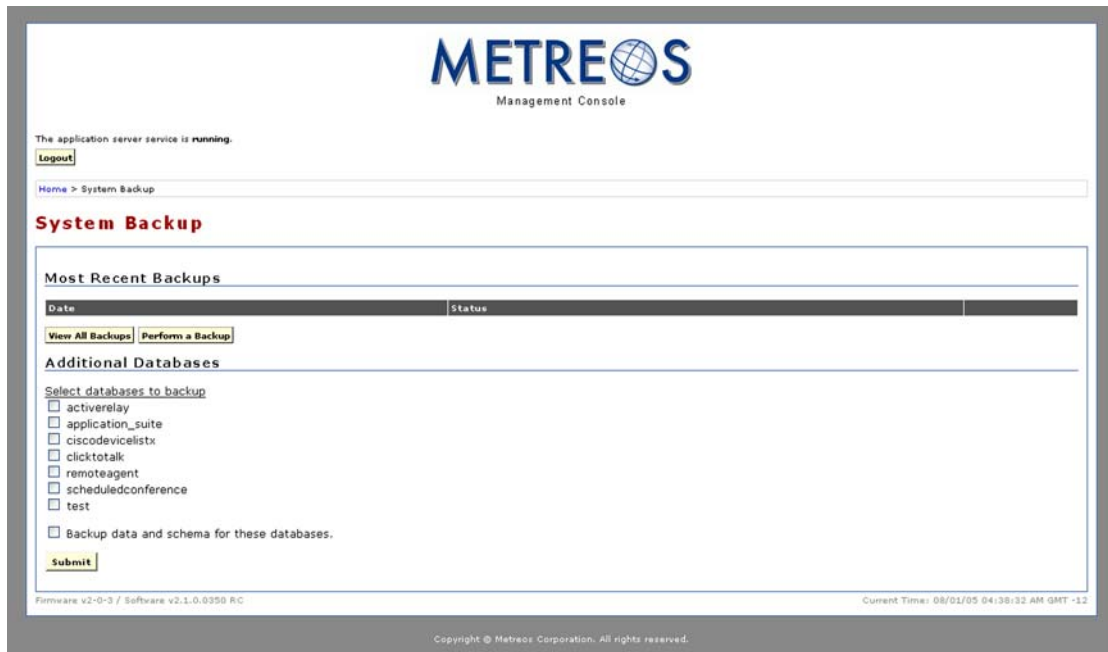 METREOS
Management Console
The application server service is running.
Logout
Home > System Backup
System Backup
Most Recent Backups
Date Status
View All Backups Perform a Backup
Additional Databases
Select databases to backup
activerelay
application_suite
ciscodevicelistx
clicktotalk
remoteagent
scheduledconference
test
Backup data and schema for these databases.
Submit
Firmware v2-0-3 / Software v2.1.0.0350 RC Current Time: 08/01/05 04:38:32 AM GMT -12
Copyright © Metreos Corporation. All rights reserved.